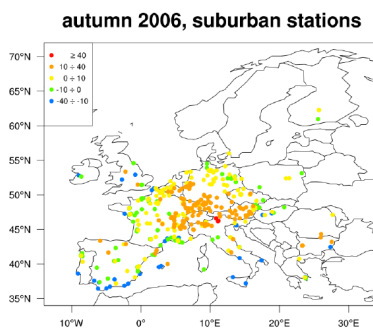 autumn 2006, suburban stations
70°N
65°N
60°N
55°N
50°N
45°N
40°N
35°N
≥ 40
10 ÷ 40
0 ÷ 10
-10 ÷ 0
-40 ÷ -10
10°W
0°
10°E
20°E
30°E